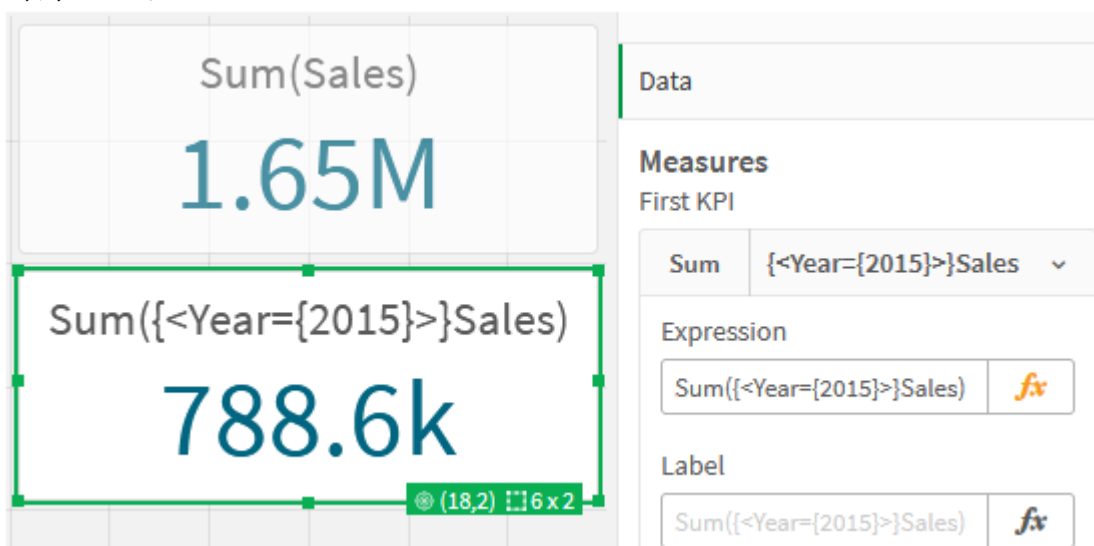 Sum(Sales)
1.65M
Sum({<Year={2015}>}Sales)
788.6k
(18,2) 6 x 2
Data
Measures
First KPI
Sum {<Year={2015}>}Sales
Expression
Sum({<Year={2015}>}Sales) fx
Label
Sum({<Year={2015}>}Sales) fx